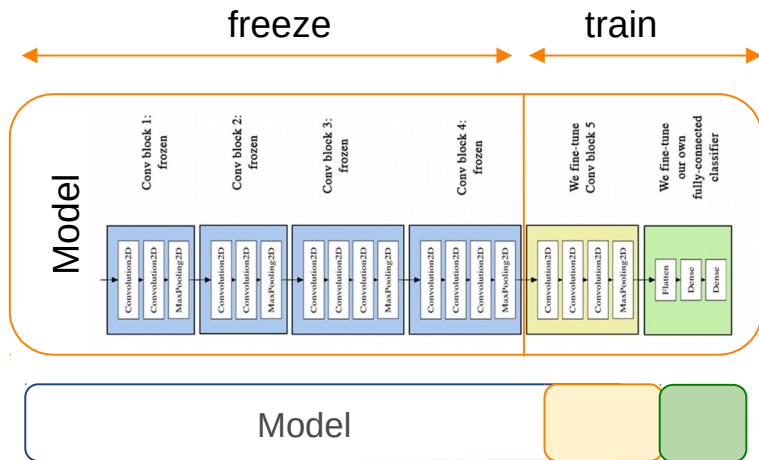 freeze
train
Model
Conv block 1:
frozen
Conv block 2:
frozen
Conv block 3:
frozen
Conv block 4:
frozen
We fine-tune
Conv block 5
We fine-tune
our own
fully-connected
classifier
Convolution2D
Convolution2D
MaxPooling2D
Convolution2D
Convolution2D
MaxPooling2D
Convolution2D
Convolution2D
Convolution2D
MaxPooling2D
Convolution2D
Convolution2D
Convolution2D
MaxPooling2D
Convolution2D
Convolution2D
Convolution2D
MaxPooling2D
Flatten
Dense
Dense
Model